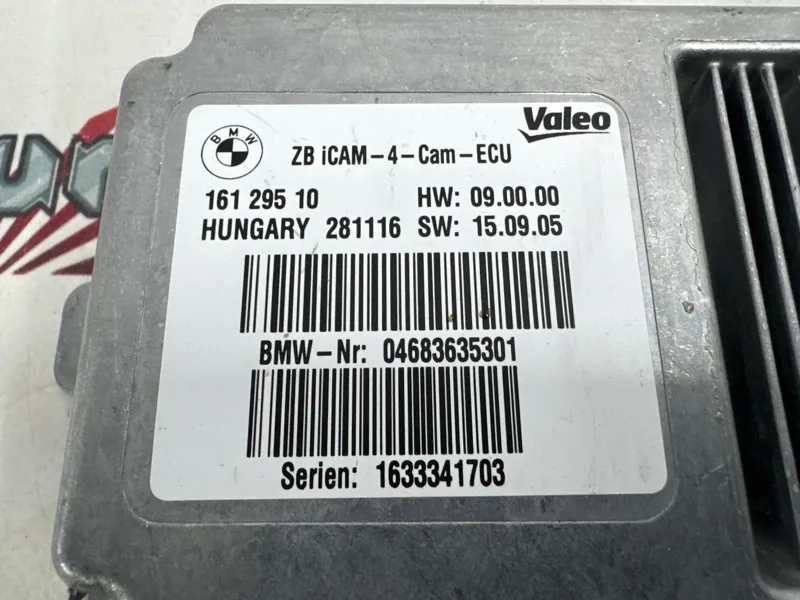 BMW
Valeo
ZB iCAM-4-Cam-ECU
161 295 10 HW: 09.00.00
HUNGARY 281116 SW: 15.09.05
BMW-Nr: 04683635301
Serien: 1633341703